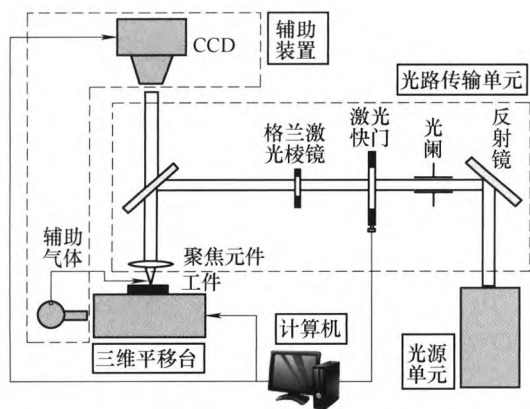 CCD
辅助
装置
光路传输单元
格兰激
光棱镜
激光
快门
光
阑
反
射
镜
辅助
气体
聚焦元件
工件
三维平移台
计算机
光源
单元